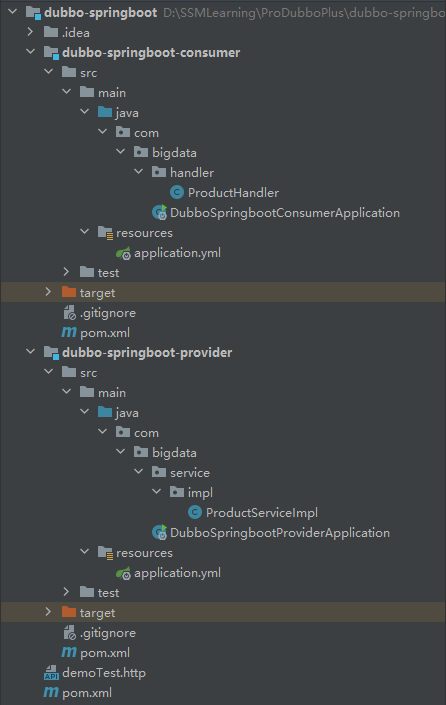 dubbo-springboot D:\SSMLearning\ProDubboPlus\dubbo-springbo
.idea
dubbo-springboot-consumer
src
main
java
com
bigdata
handler
ProductHandler
DubboSpringbootConsumerApplication
resources
application.yml
test
target
.gitignore
pom.xml
dubbo-springboot-provider
src
main
java
com
bigdata
service
impl
ProductServiceImpl
DubboSpringbootProviderApplication
resources
application.yml
test
target
.gitignore
pom.xml
demoTest.http
pom.xml